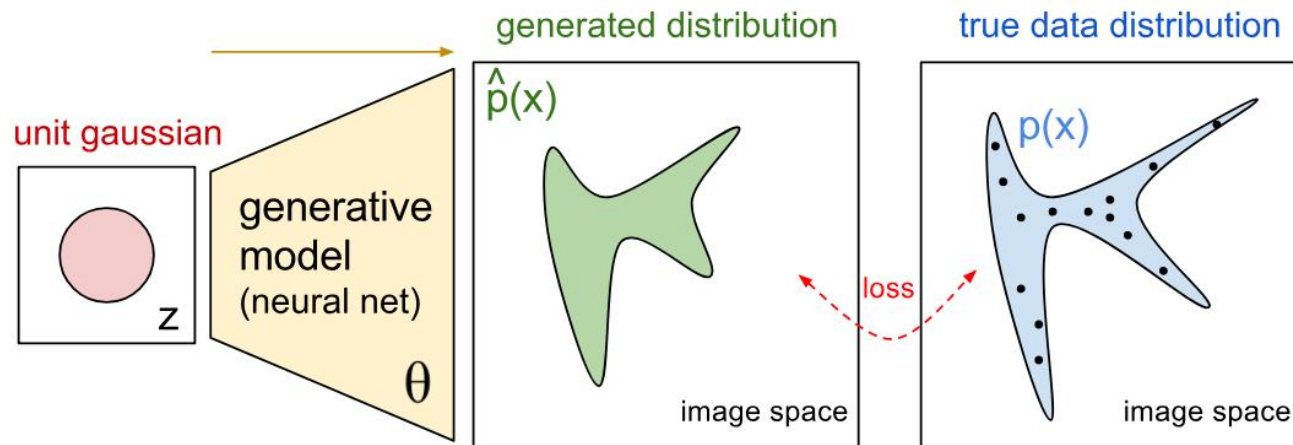 generated distribution
true data distribution
unit gaussian
z
generative
model
(neural net)
θ
p̂(x)
image space
loss
p(x)
image space